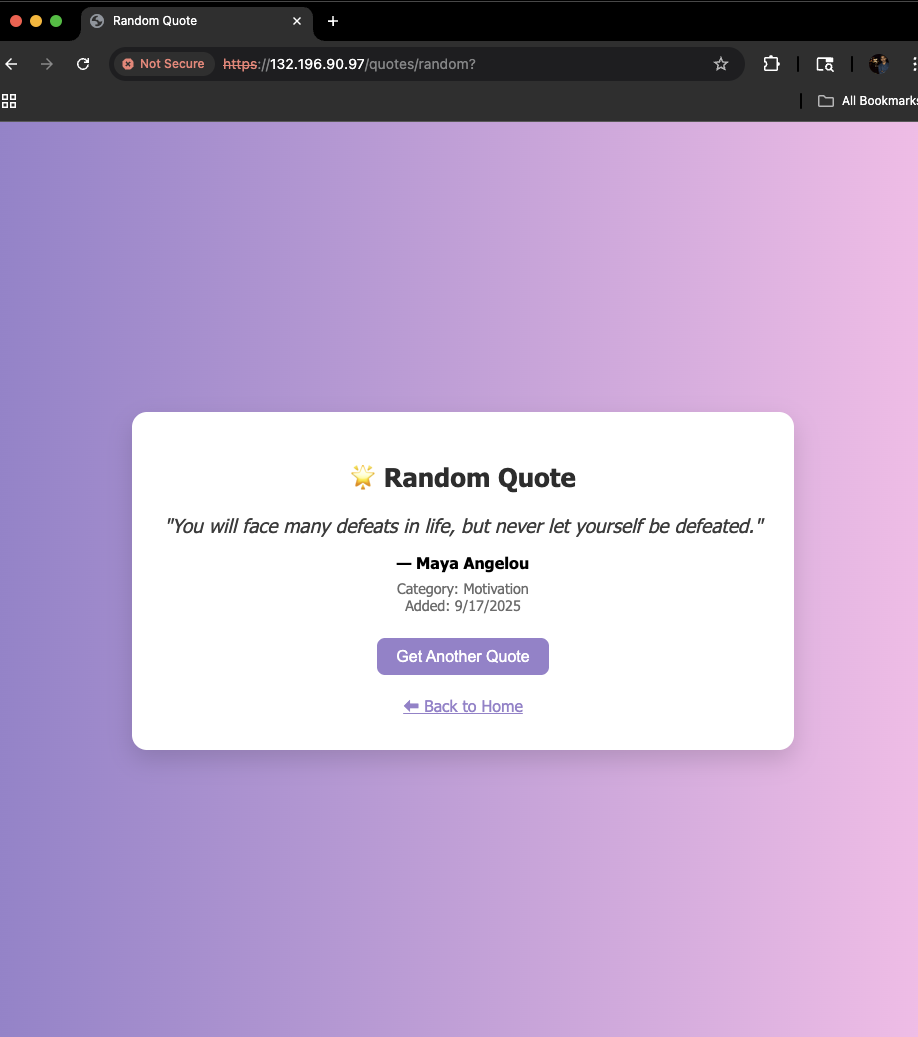 Random Quote
Not Secure https://132.196.90.97/quotes/random?
All Bookmarks
🌟 Random Quote
"You will face many defeats in life, but never let yourself be defeated."
— Maya Angelou
Category: Motivation
Added: 9/17/2025
Get Another Quote
⬅ Back to Home